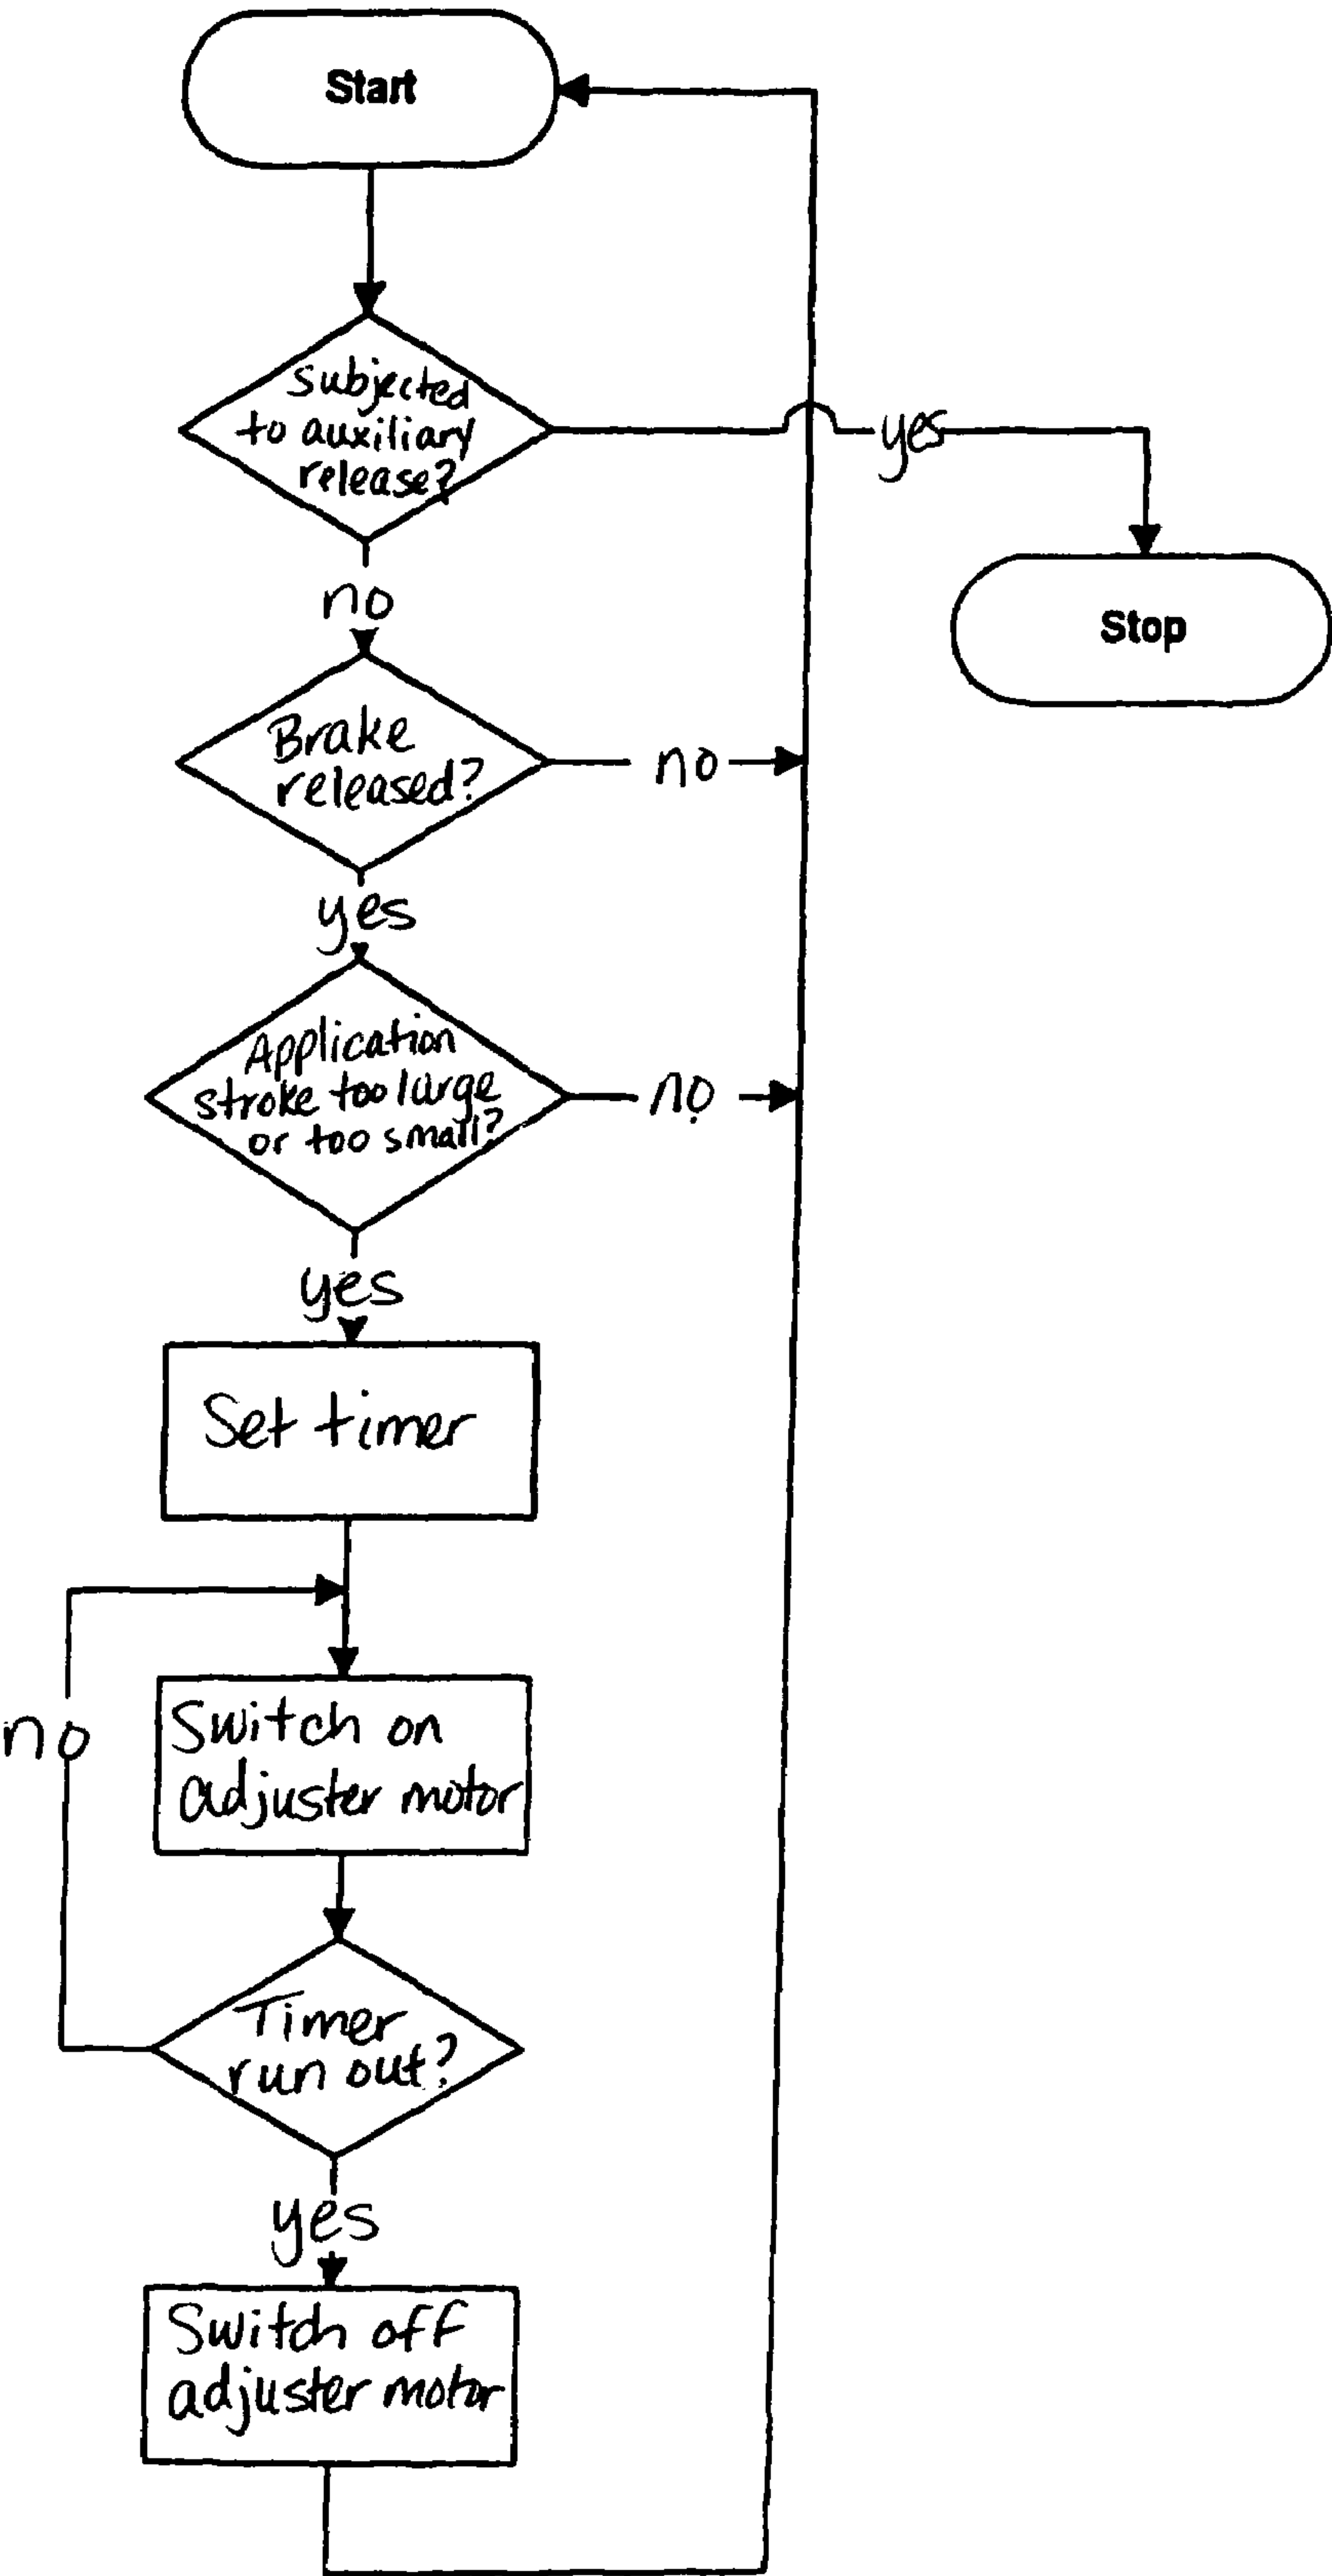 Start
subjected
to auxiliary
release?
yes
no
Stop
Brake
released?
no
yes
Application
stroke too large
or too small?
no
yes
Set timer
Switch on
adjuster motor
no
Timer
run out?
yes
Switch off
adjuster motor